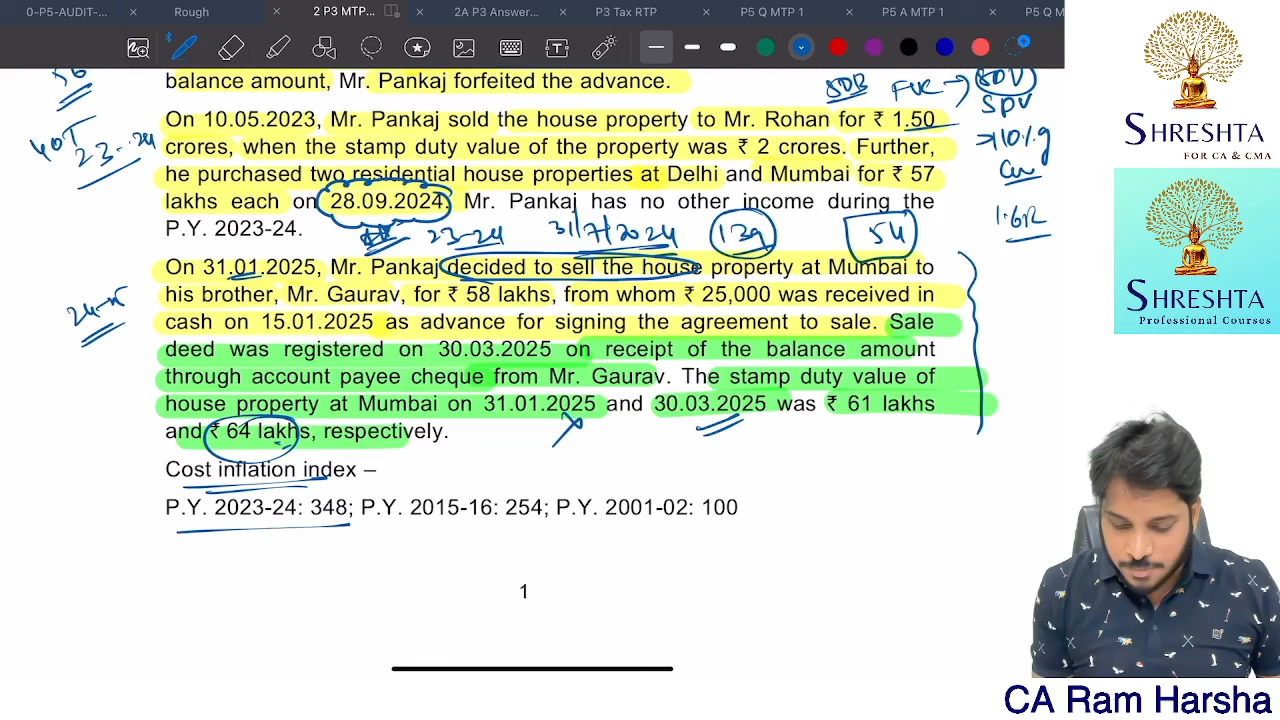 0-P5-AUDIT-... × Rough × 2 P3 MTP... × 2A P3 Answer... × P3 Tax RTP × P5 Q MTP 1 × P5 A MTP 1 × P5 Q M
balance amount, Mr. Pankaj forfeited the advance.
SDV
SPV
On 10.05.2023, Mr. Pankaj sold the house property to Mr. Rohan for ₹ 1.50
23-24
crores, when the stamp duty value of the property was ₹ 2 crores. Further,
he purchased two residential house properties at Delhi and Mumbai for ₹ 57
lakhs each on 28.09.2024. Mr. Pankaj has no other income during the
P.Y. 2023-24.
23-24 31/7/2024 139 54
On 31.01.2025, Mr. Pankaj decided to sell the house property at Mumbai to
his brother, Mr. Gaurav, for ₹ 58 lakhs, from whom ₹ 25,000 was received in
cash on 15.01.2025 as advance for signing the agreement to sale. Sale
deed was registered on 30.03.2025 on receipt of the balance amount
through account payee cheque from Mr. Gaurav. The stamp duty value of
house property at Mumbai on 31.01.2025 and 30.03.2025 was ₹ 61 lakhs
and ₹ 64 lakhs, respectively.
Cost inflation index –
P.Y. 2023-24: 348; P.Y. 2015-16: 254; P.Y. 2001-02: 100
1
SHRESHTA
FOR CA & CMA
SHRESHTA
Professional Courses
CA Ram Harsha